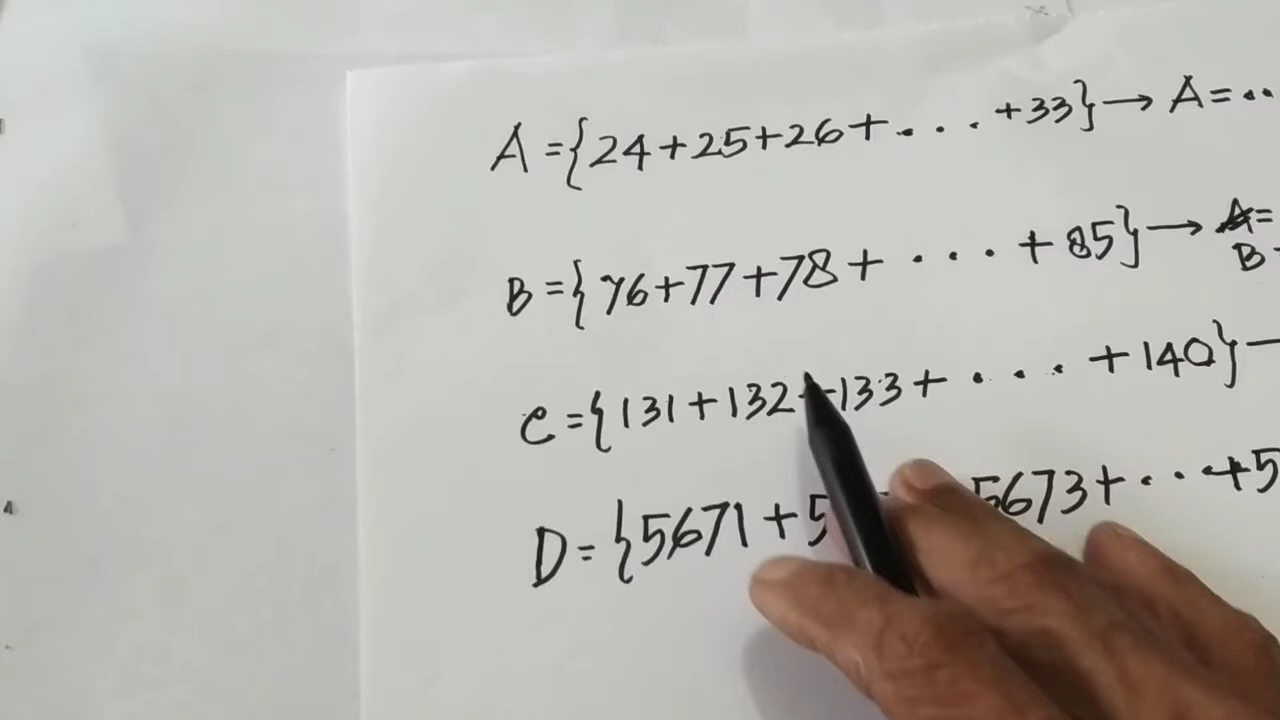 A = {24+25+26+...+33} → A = ..
B = {76+77+78+...+85} → A =
B
C = {131+132+133+...+140} —
D = {5671+5 5673+..+5